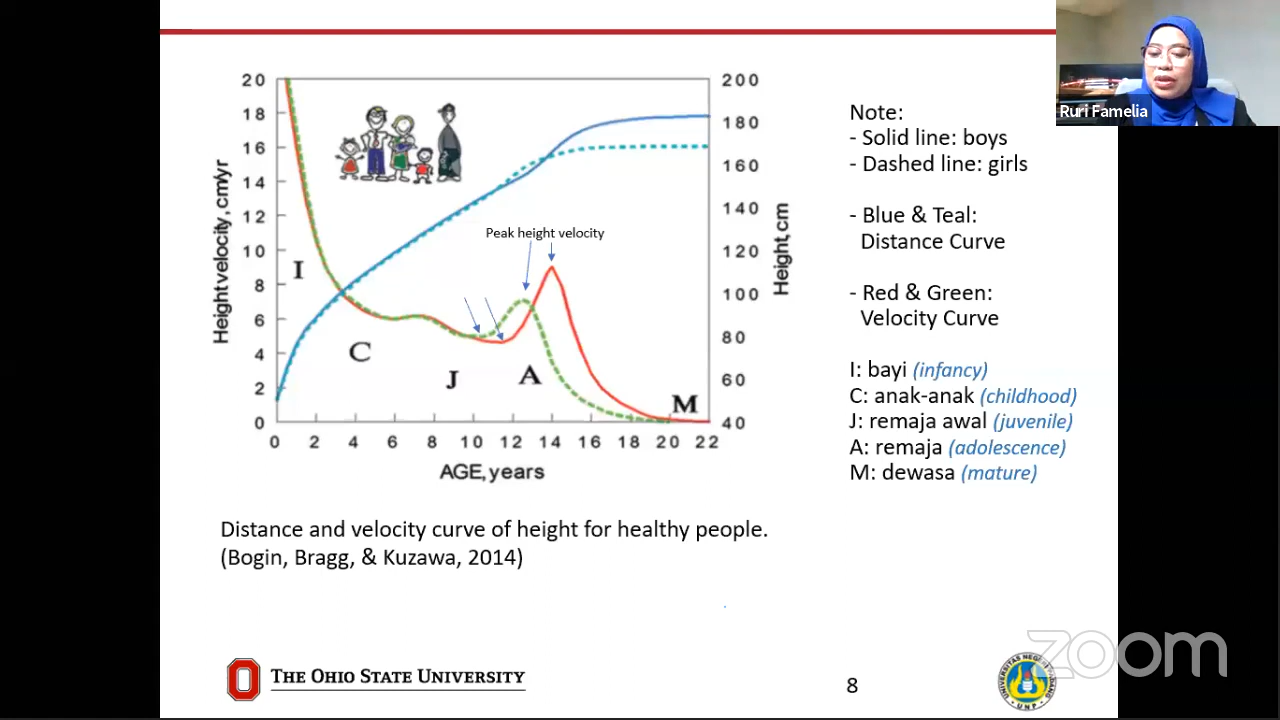 20
18
16
14
12
10
8
6
4
2
0
Height velocity, cm/yr
200
180
160
140
120
100
80
60
40
Height, cm
0 2 4 6 8 10 12 14 16 18 20 22
AGE, years
Peak height velocity
I
C
J
A
M
Note:
- Solid line: boys
- Dashed line: girls
- Blue & Teal:
Distance Curve
- Red & Green:
Velocity Curve
I: bayi (infancy)
C: anak-anak (childhood)
J: remaja awal (juvenile)
A: remaja (adolescence)
M: dewasa (mature)
Ruri Famelia
Distance and velocity curve of height for healthy people.
(Bogin, Bragg, & Kuzawa, 2014)
THE OHIO STATE UNIVERSITY
8
UNP
zoom